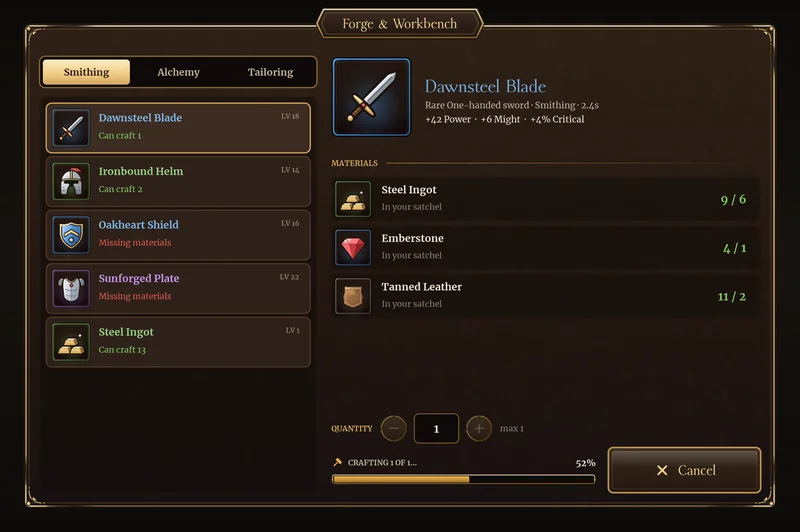 Forge & Workbench
Smithing
Alchemy
Tailoring
Dawnsteel Blade
LV 18
Can craft 1
Ironbound Helm
LV 14
Can craft 2
Oakheart Shield
LV 16
Missing materials
Sunforged Plate
LV 22
Missing materials
Steel Ingot
LV 1
Can craft 13
Dawnsteel Blade
Rare One-handed sword · Smithing · 2.4s
+42 Power · +6 Might · +4% Critical
MATERIALS
Steel Ingot
In your satchel
9 / 6
Emberstone
In your satchel
4 / 1
Tanned Leather
In your satchel
11 / 2
QUANTITY
1
max 1
CRAFTING 1 OF 1...
52%
Cancel